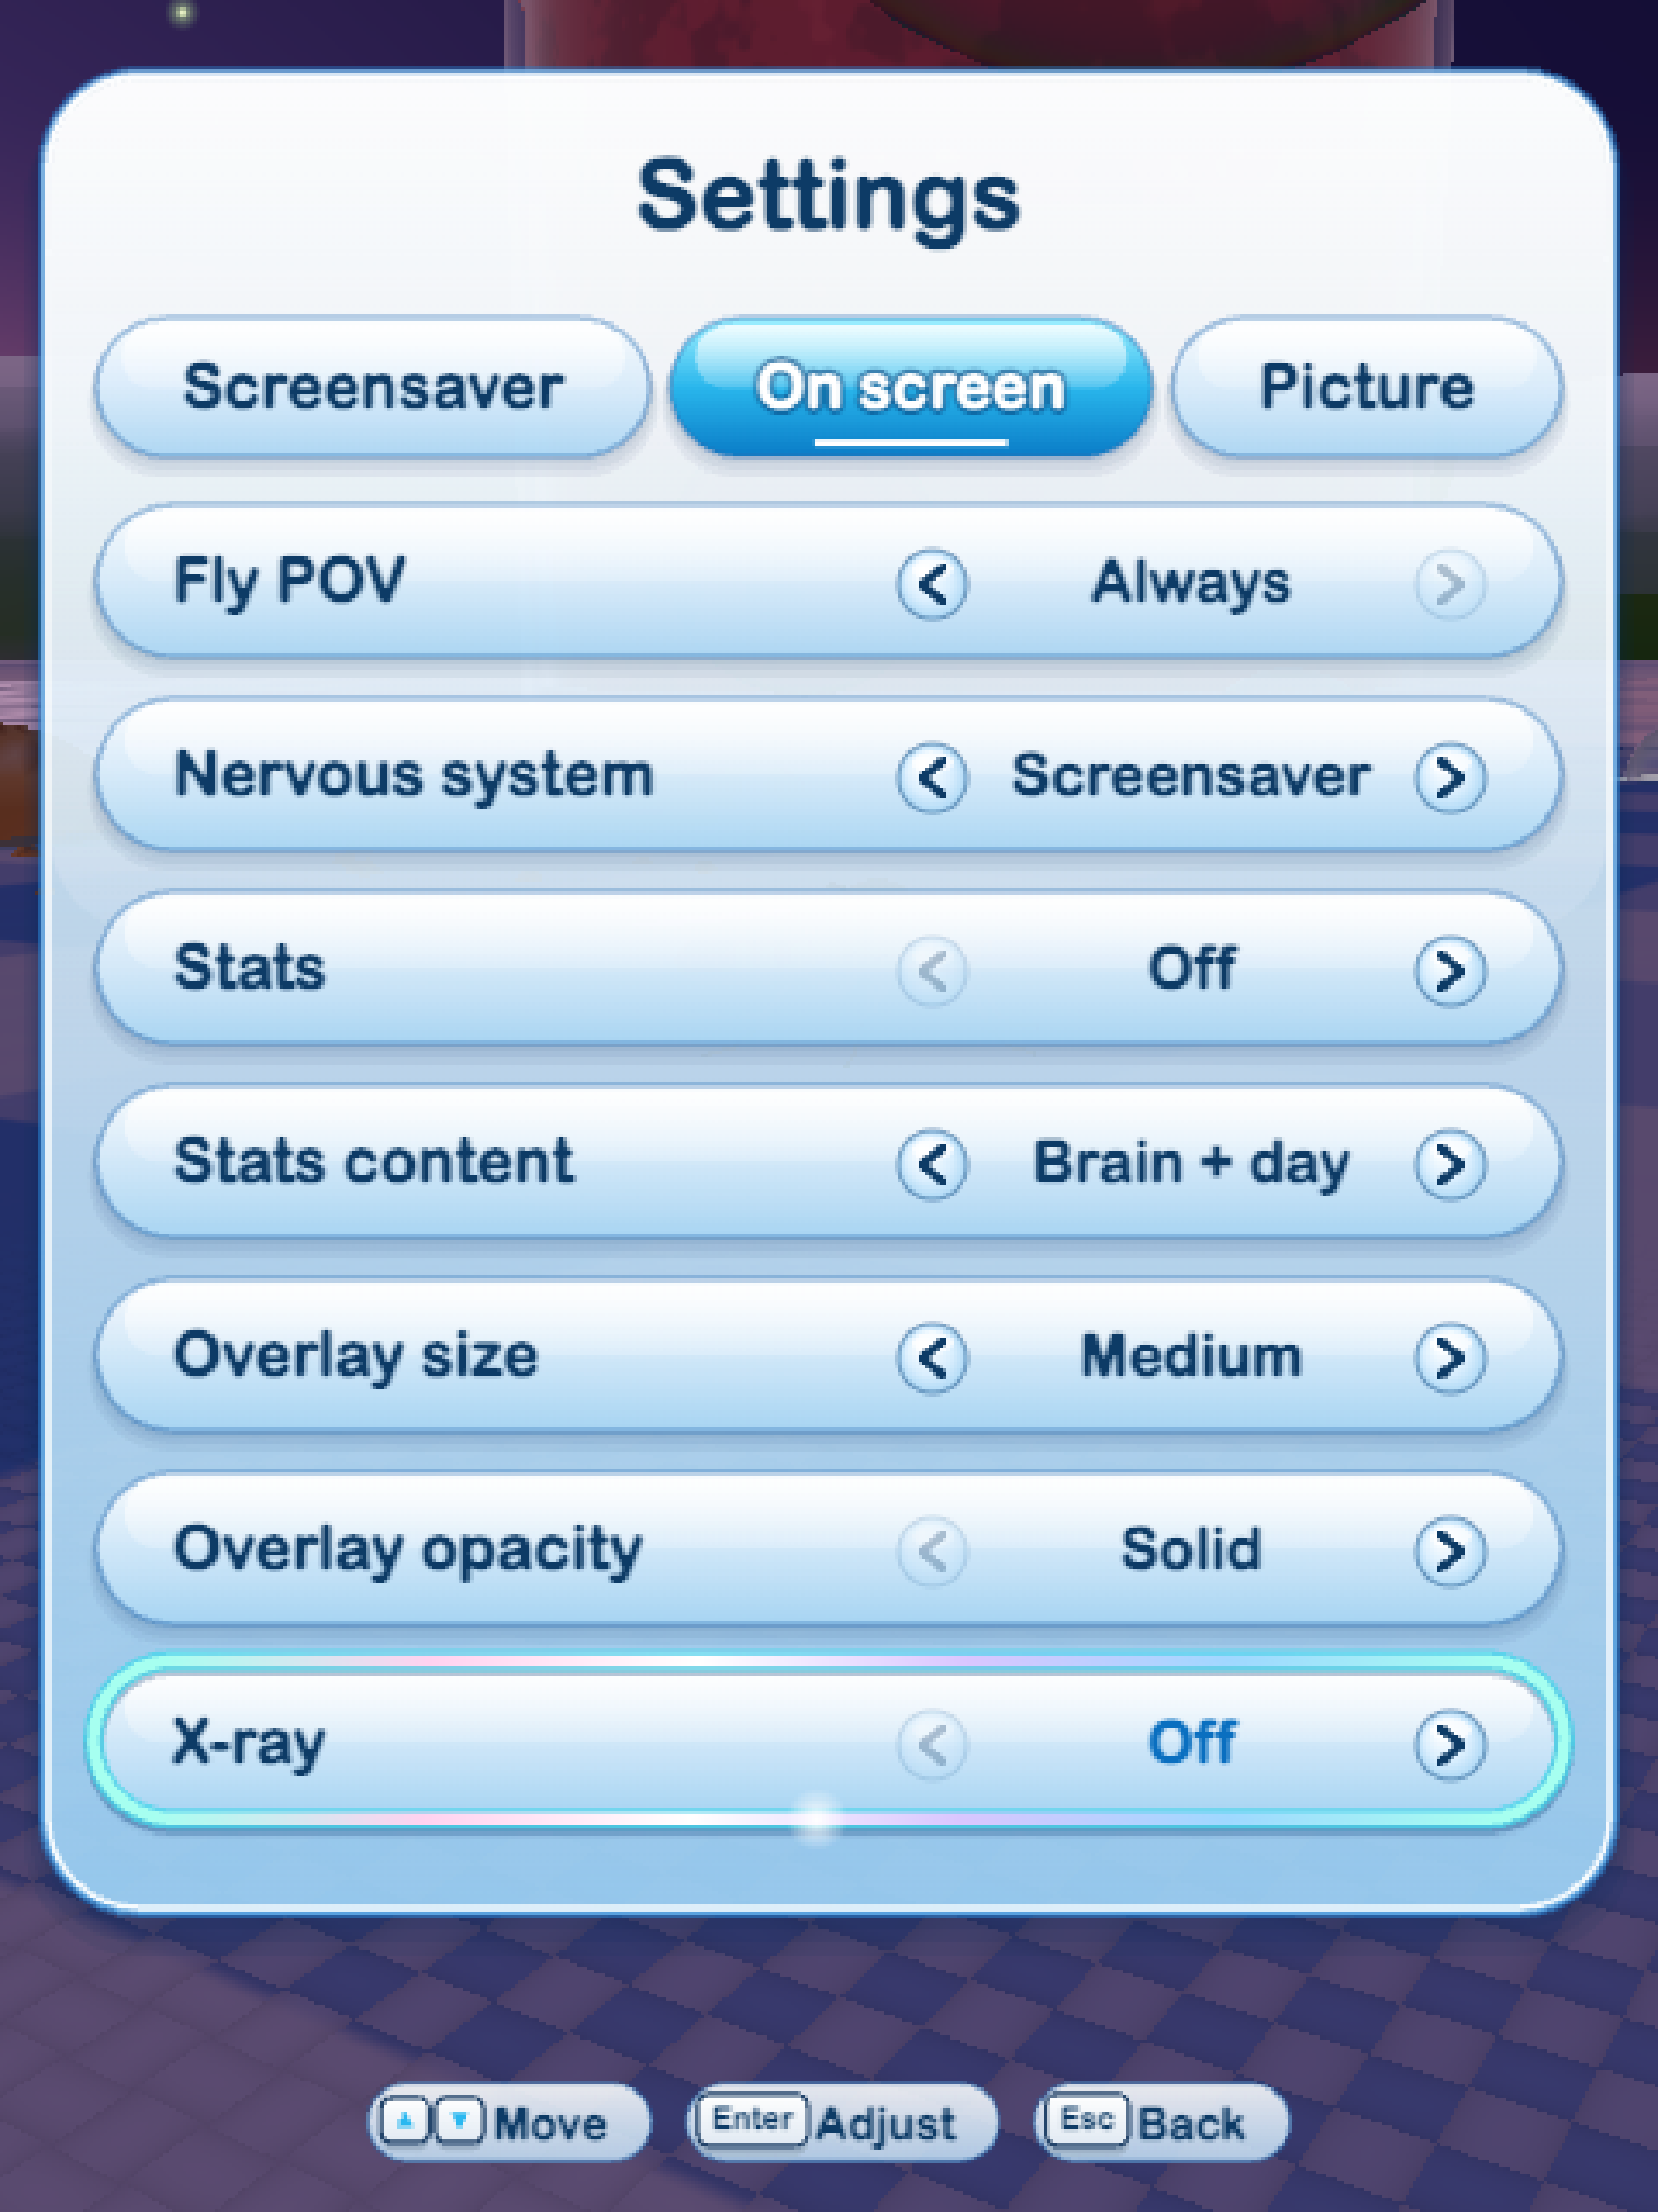 Settings
Screensaver On screen Picture
Fly POV < Always >
Nervous system < Screensaver >
Stats < Off >
Stats content < Brain + day >
Overlay size < Medium >
Overlay opacity < Solid >
X-ray < Off >
▲ ▼ Move Enter Adjust Esc Back